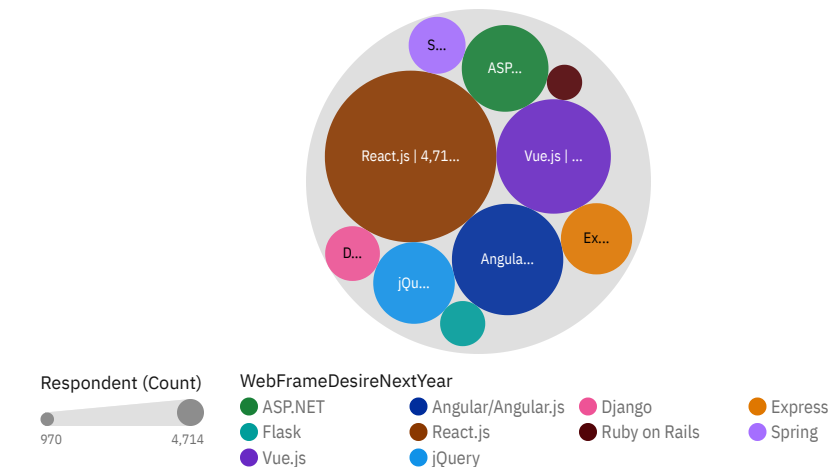 S...
ASP...
React.js | 4,71...
Vue.js | ...
Ex...
D...
Angula...
jQu...
Respondent (Count)
970
4,714
WebFrameDesireNextYear
ASP.NET
Angular/Angular.js
Django
Express
Flask
React.js
Ruby on Rails
Spring
Vue.js
jQuery